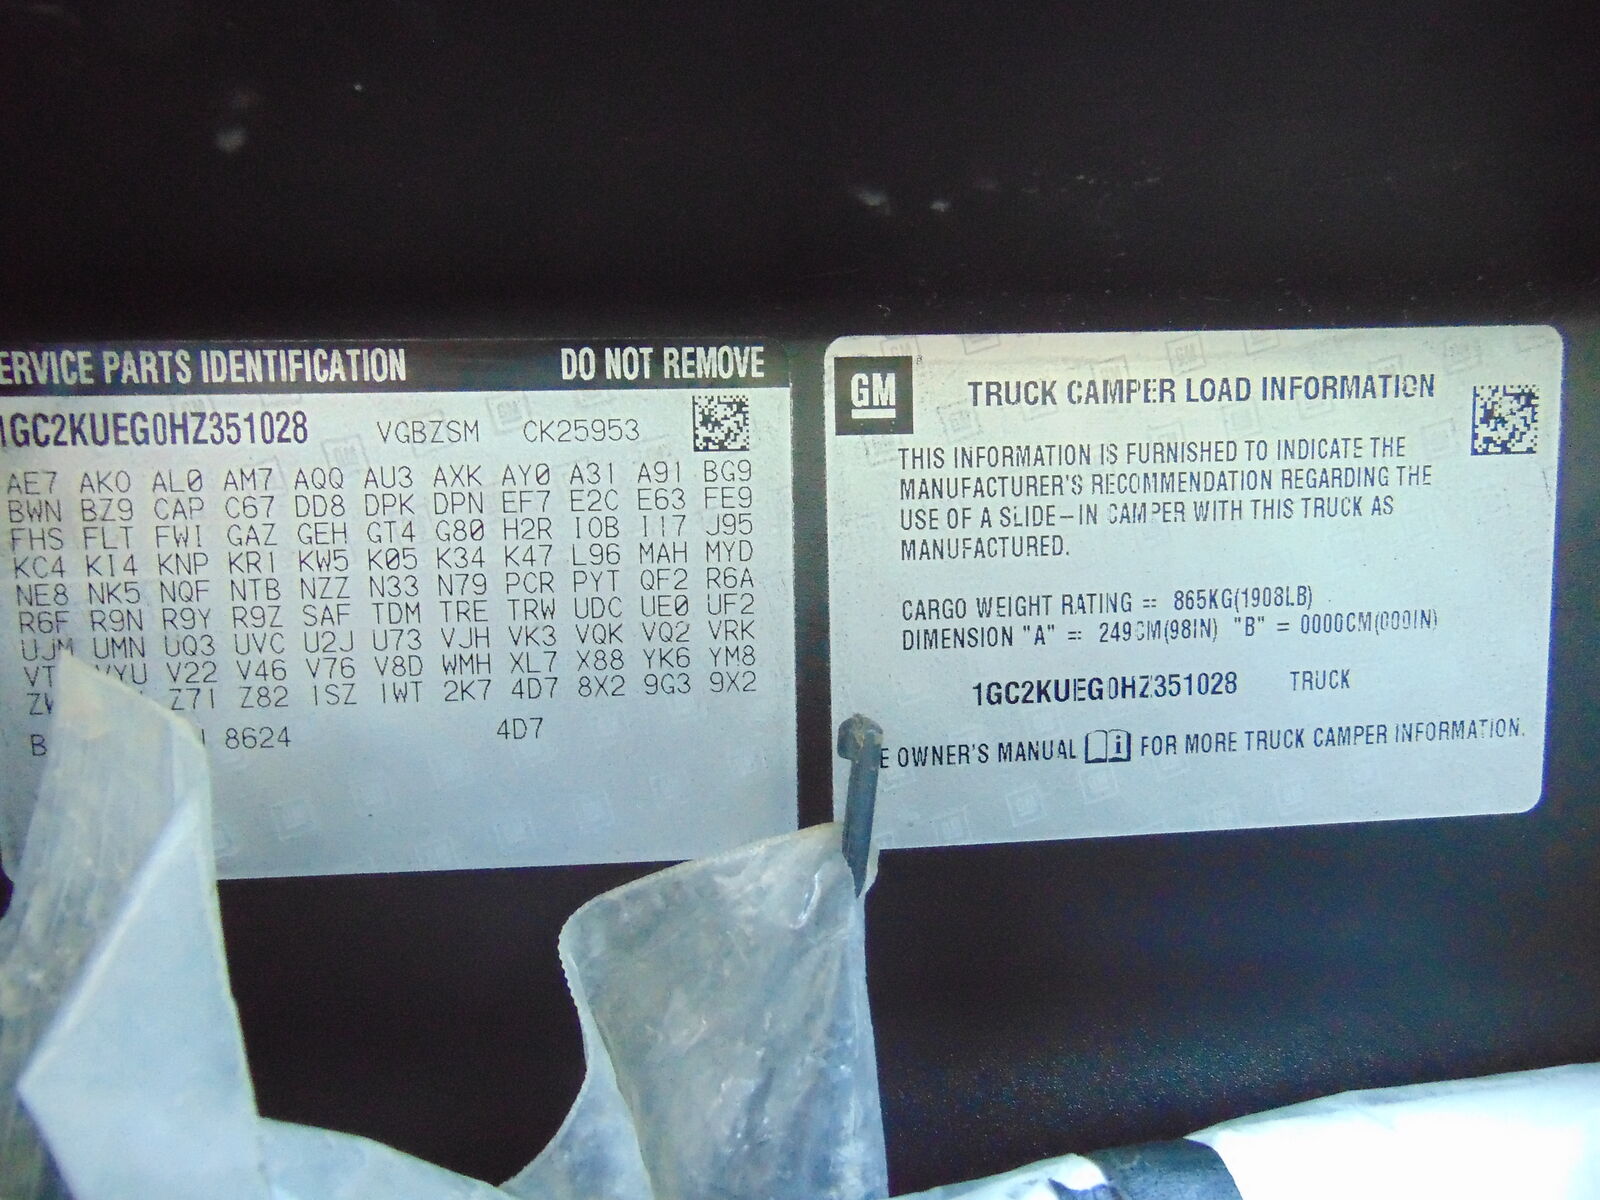 ERVICE PARTS IDENTIFICATION DO NOT REMOVE
1GC2KUEG0HZ351028 VGBZSM CK25953
AE7 AKO AL0 AM7 AQQ AU3 AXK AY0 A31 A91 BG9
BWN BZ9 CAP C67 DD8 DPK DPN EF7 E2C E63 FE9
FHS FLT FWI GAZ GEH GT4 G80 H2R IOB I17 J95
KC4 KI4 KNP KR1 KW5 K05 K34 K47 L96 MAH MYD
NE8 NK5 NQF NTB NZZ N33 N79 PCR PYT QF2 R6A
R6F R9N R9Y R9Z SAF TDM TRE TRW UDC UE0 UF2
UJM UMN UQ3 UVC U2J U73 VJH VK3 VQK VQ2 VRK
VT VYU V22 V46 V76 V8D WMH XL7 X88 YK6 YM8
Z71 Z82 1SZ 1WT 2K7 4D7 8X2 9G3 9X2
B 8624 4D7
GM
TRUCK CAMPER LOAD INFORMATION
THIS INFORMATION IS FURNISHED TO INDICATE THE
MANUFACTURER'S RECOMMENDATION REGARDING THE
USE OF A SLIDE-IN CAMPER WITH THIS TRUCK AS
MANUFACTURED.
CARGO WEIGHT RATING = 865KG(1908LB)
DIMENSION "A" = 249CM(98IN) "B" = 0000CM(000IN)
1GC2KUEG0HZ351028 TRUCK
E OWNER'S MANUAL FOR MORE TRUCK CAMPER INFORMATION.